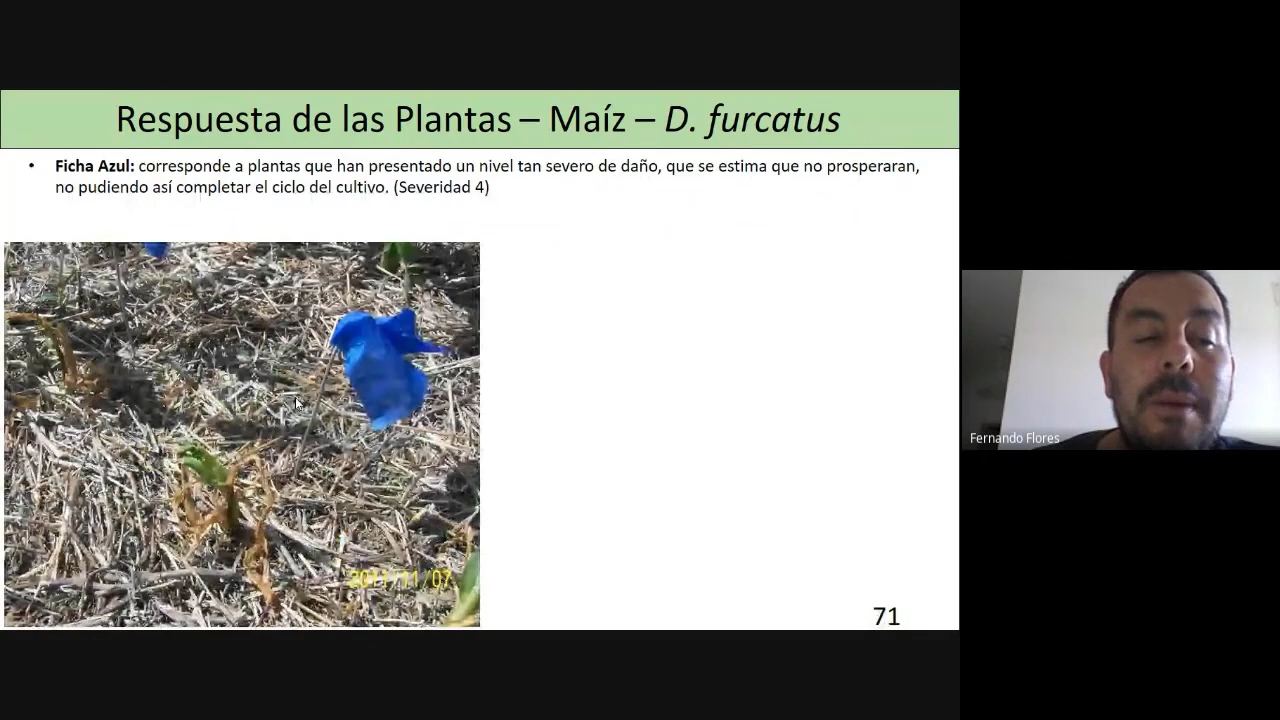 Respuesta de las Plantas – Maíz – D. furcatus
• Ficha Azul: corresponde a plantas que han presentado un nivel tan severo de daño, que se estima que no prosperaran,
no pudiendo así completar el ciclo del cultivo. (Severidad 4)
Fernando Flores
2011/11/07
71